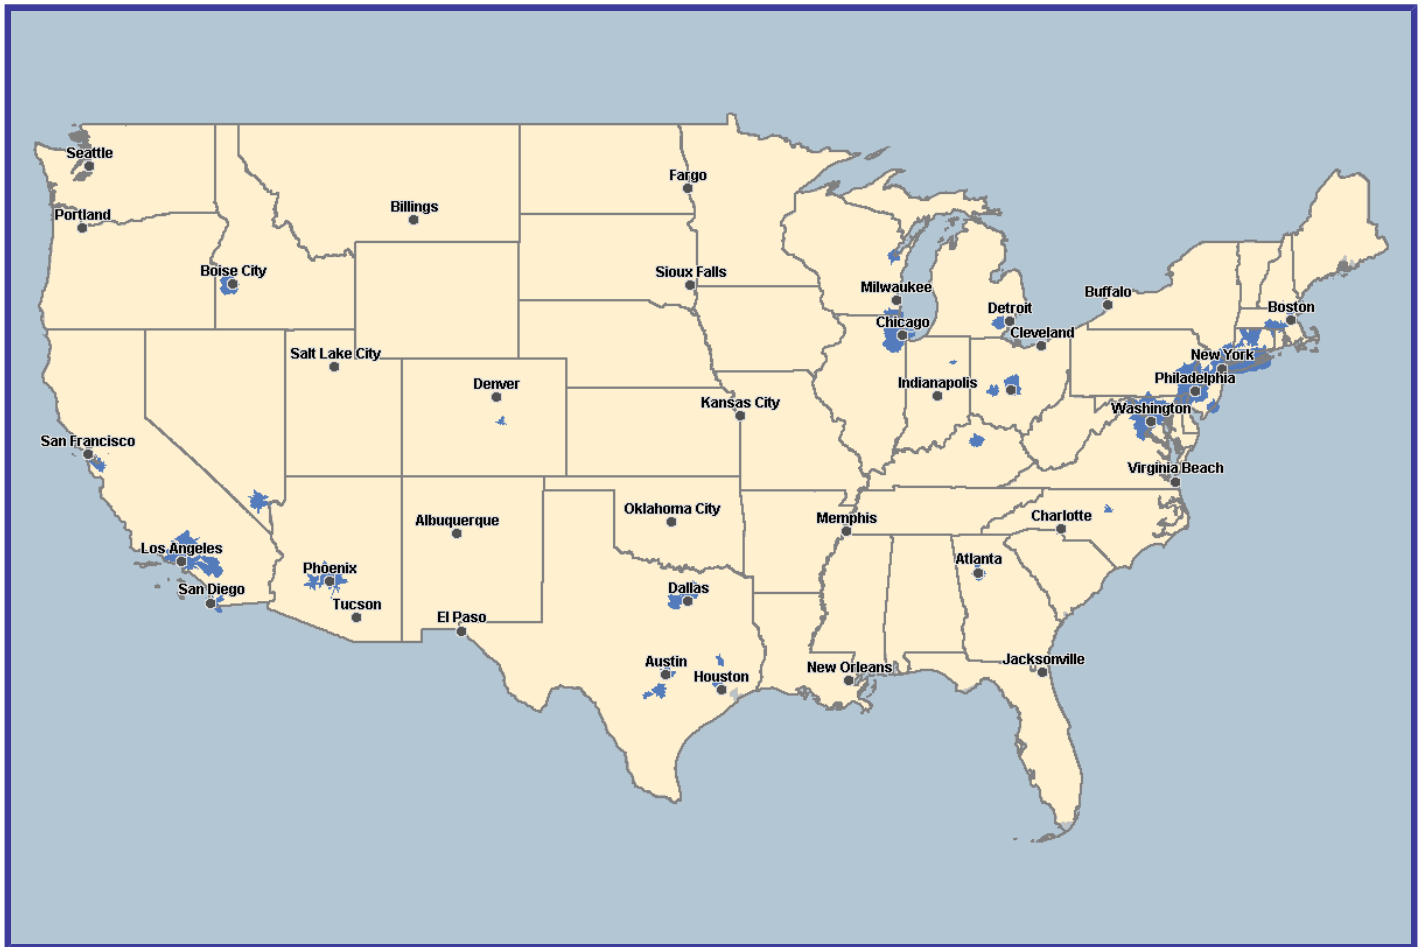 Seattle
Fargo
Billings
Portland
Boise City
Sioux Falls
Milwaukee
Buffalo
Detroit
Boston
Chicago
Cleveland
Salt Lake City
New York
Denver
Indianapolis
Philadelphia
Kansas City
Washington
San Francisco
Virginia Beach
Oklahoma City
Charlotte
Albuquerque
Memphis
Los Angeles
Atlanta
Phoenix
San Diego
Dallas
Tucson
El Paso
Austin
Jacksonville
New Orleans
Houston